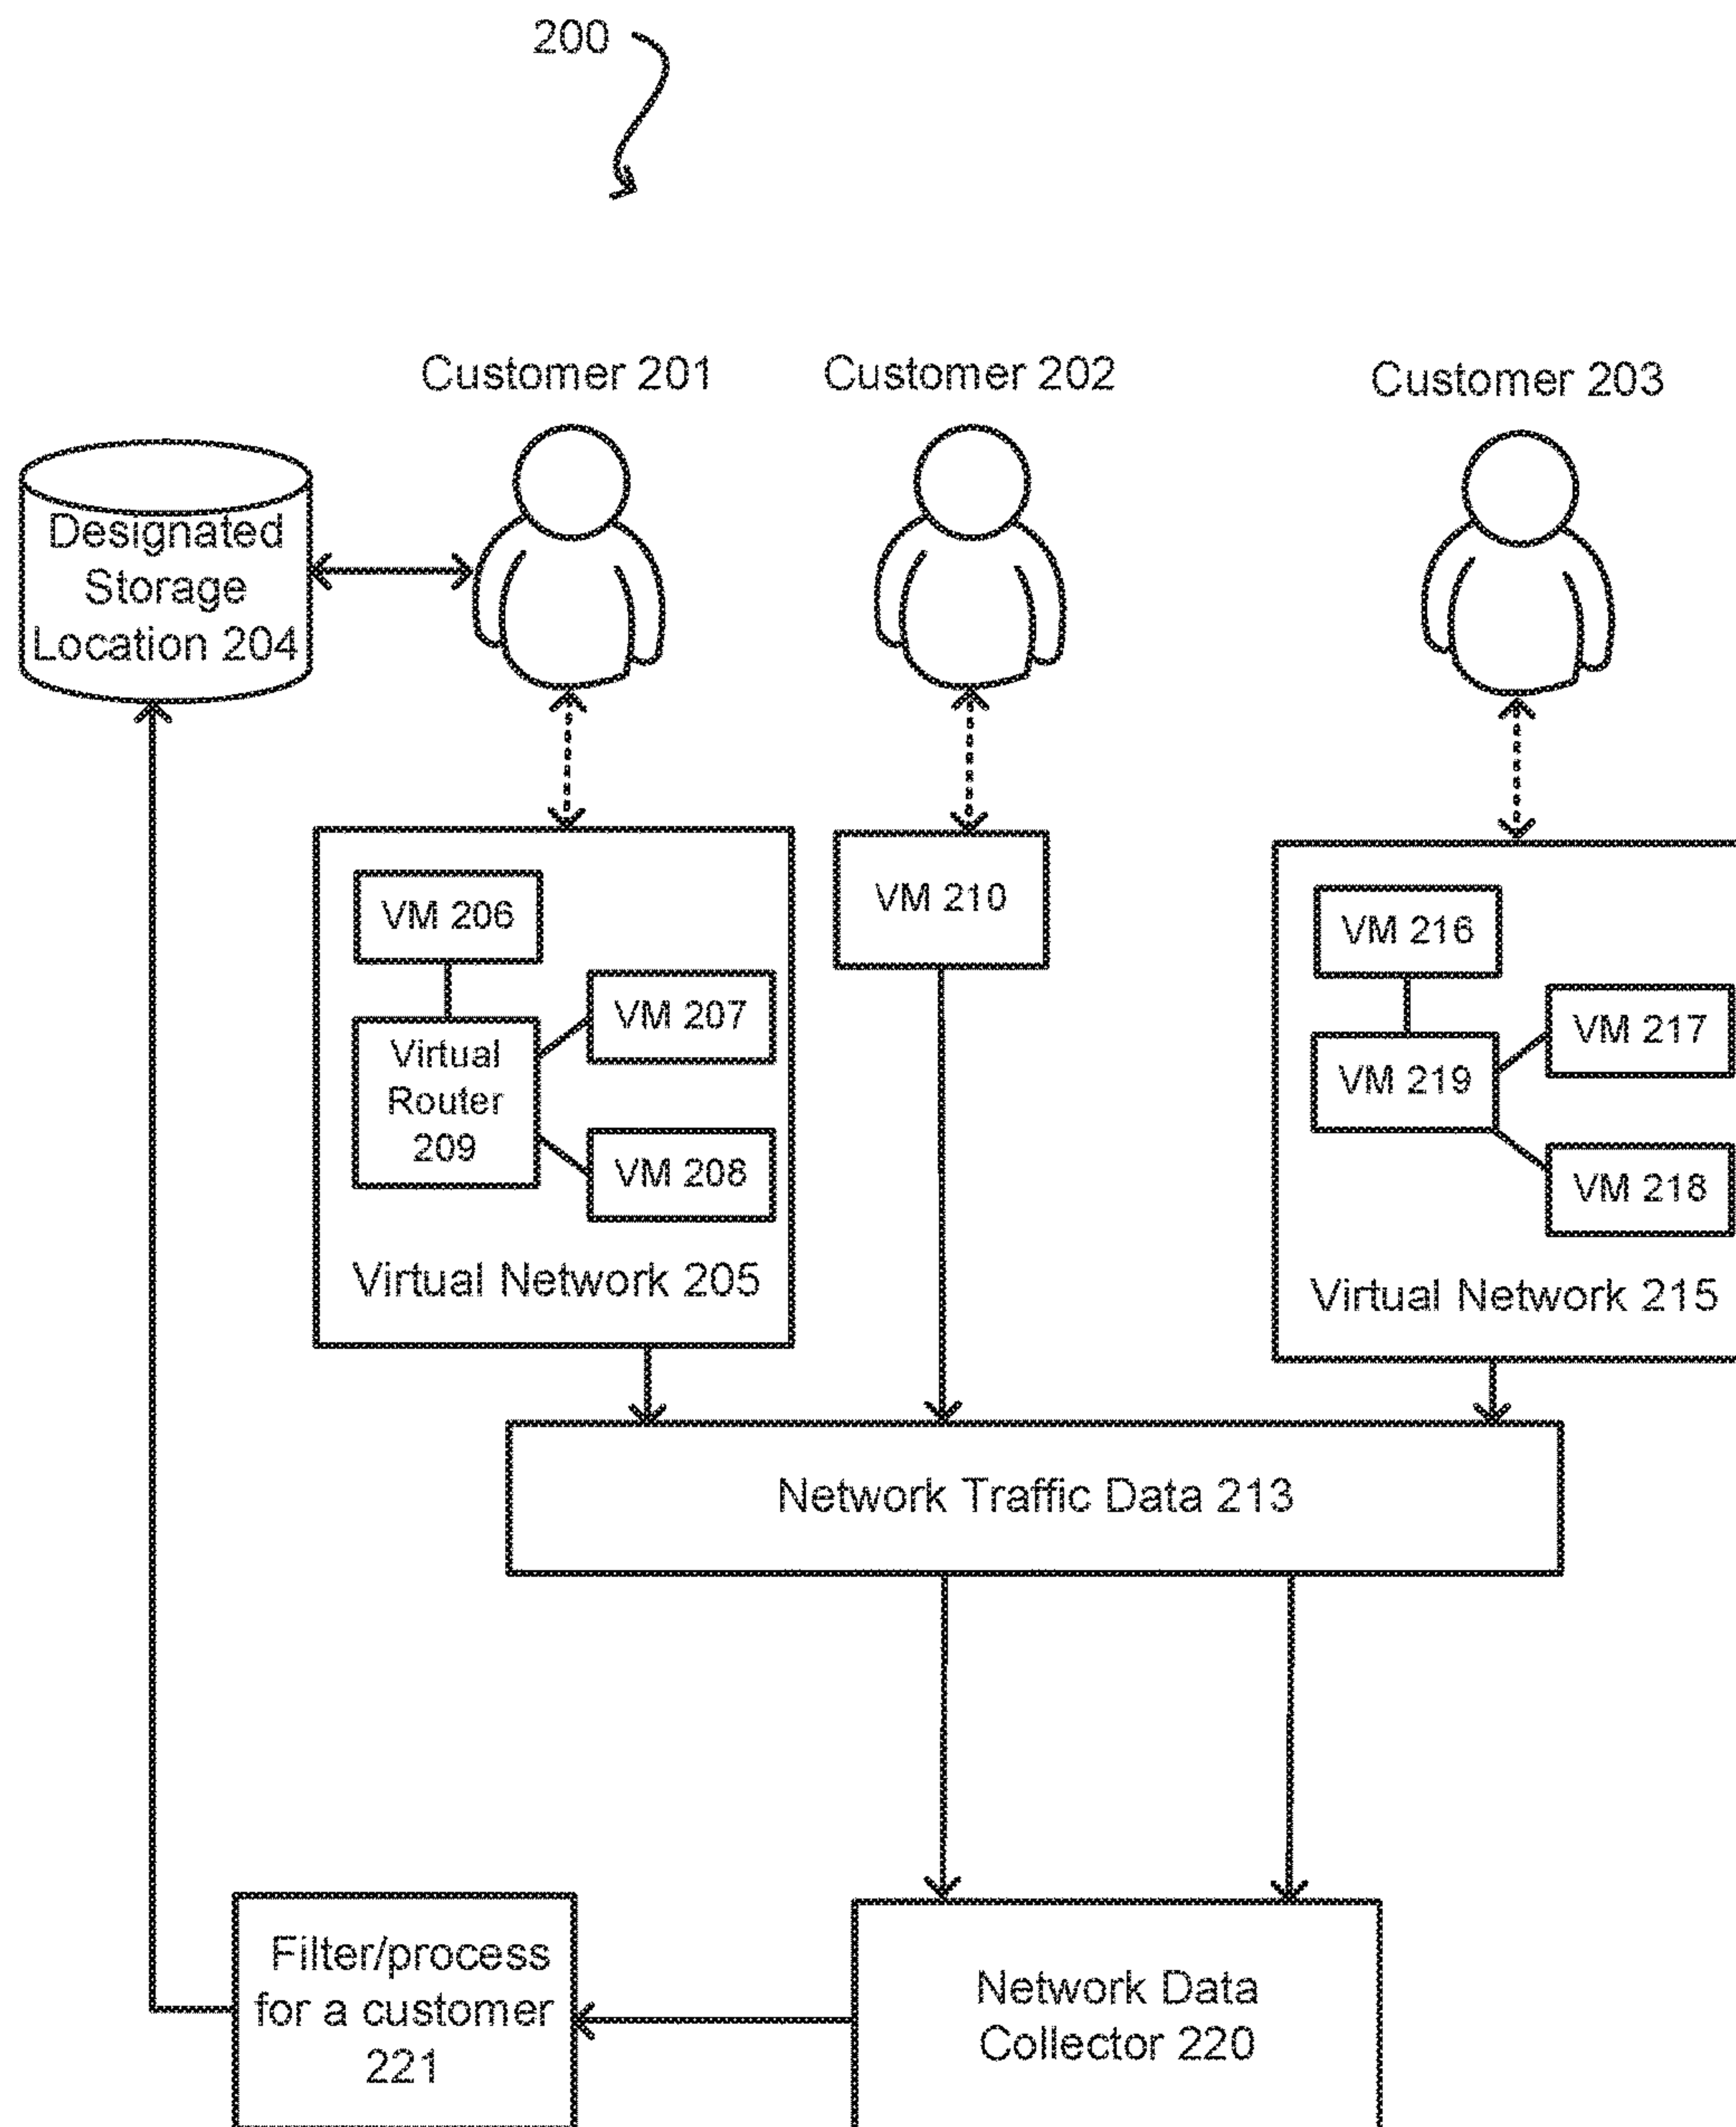 200
Customer 201
Customer 202
Customer 203
Designated
Storage
Location 204
VM 206
Virtual
Router
209
VM 207
VM 208
Virtual Network 205
VM 210
VM 216
VM 219
VM 217
VM 218
Virtual Network 215
Network Traffic Data 213
Filter/process
for a customer
221
Network Data
Collector 220